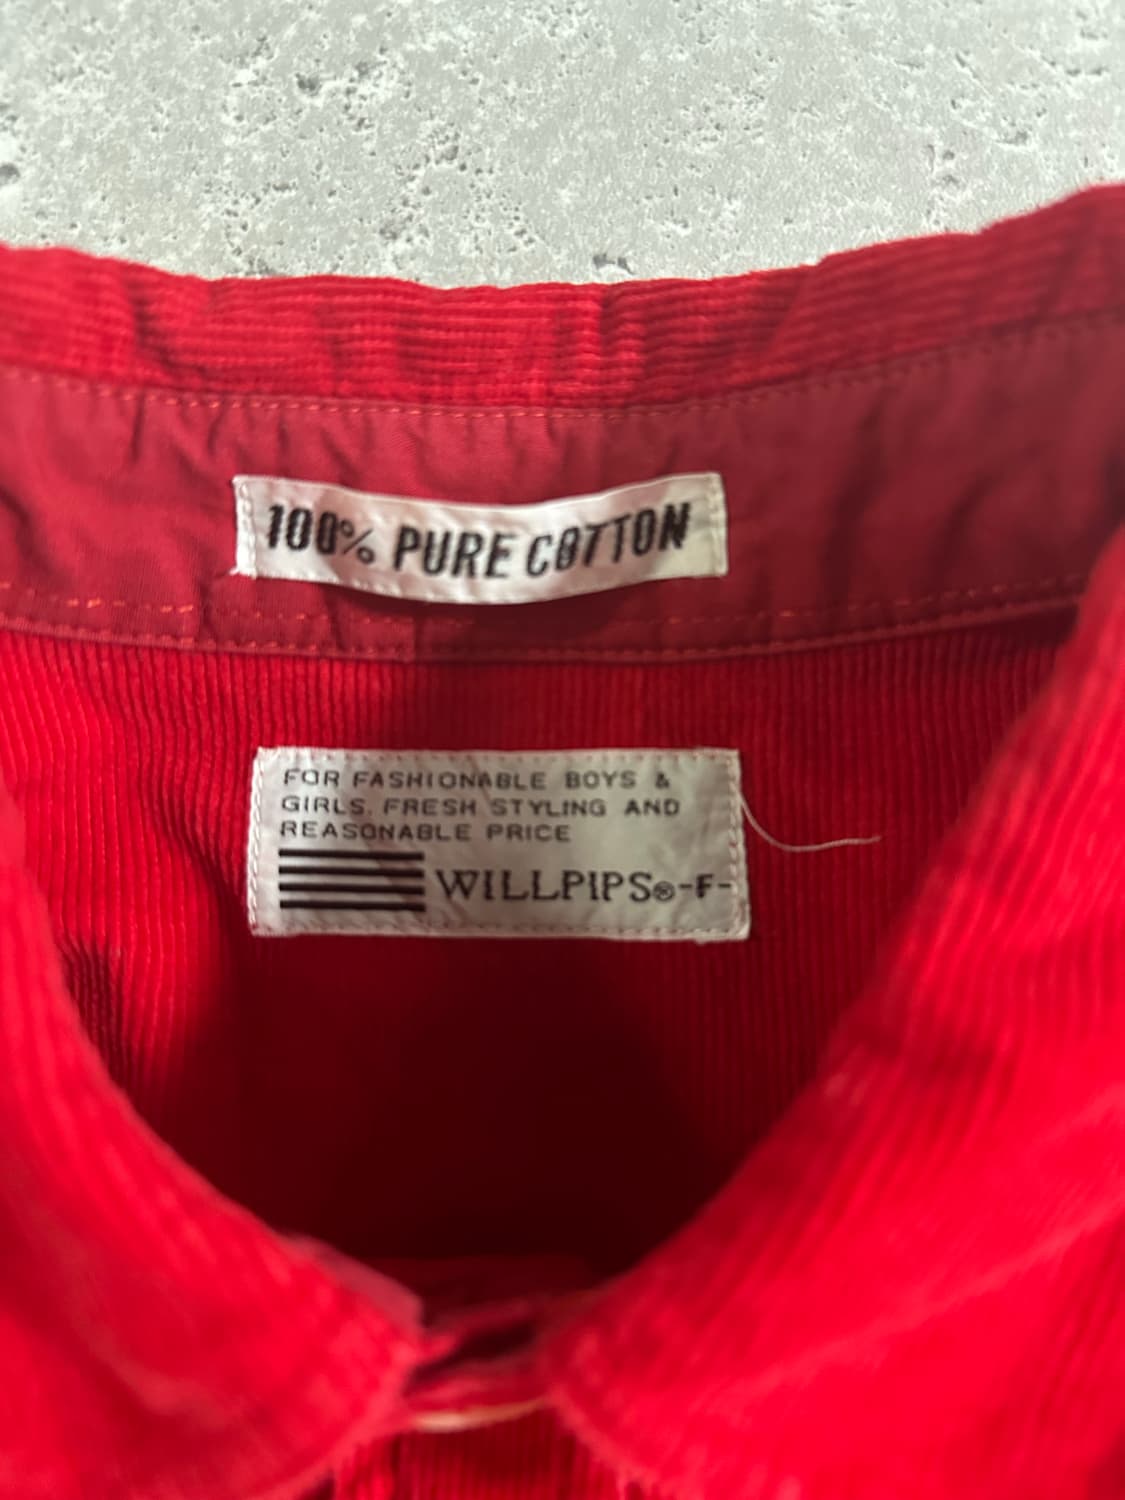 100% PURE COTTON
FOR FASHIONABLE BOYS &
GIRLS. FRESH STYLING AND
REASONABLE PRICE
WILLPIPS®-F-